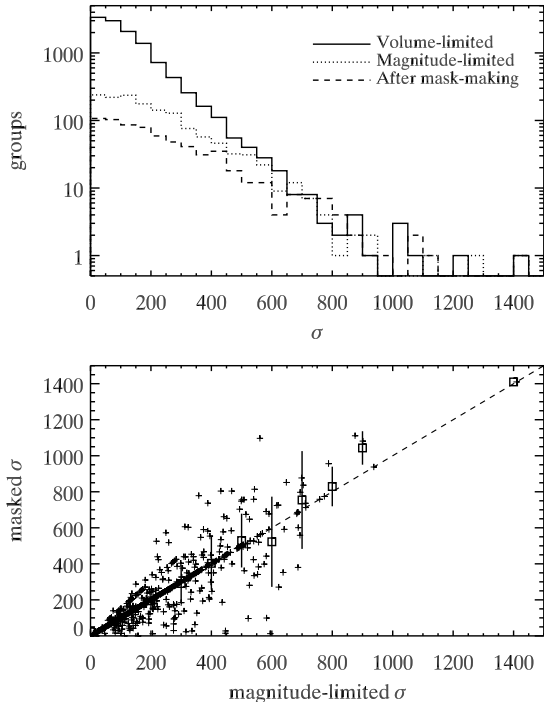 1000
100
10
1
groups
Volume-limited
Magnitude-limited
After mask-making
0 200 400 600 800 1000 1200 1400
σ
1400
1200
1000
800
600
400
200
0
masked σ
0 200 400 600 800 1000 1200 1400
magnitude-limited σ